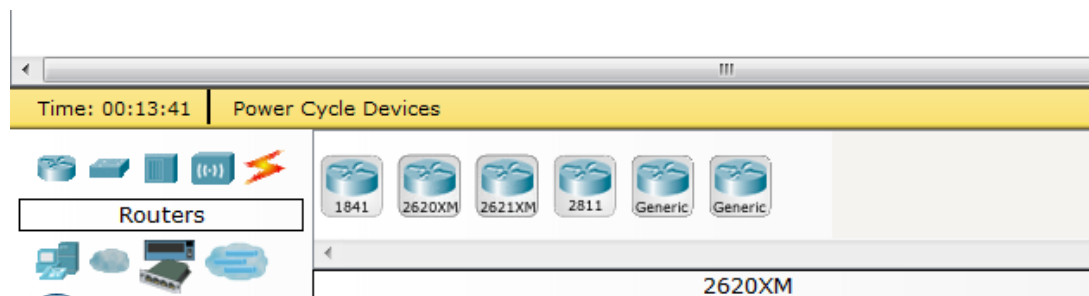 Time: 00:13:41 Power Cycle Devices
1841 2620XM 2621XM 2811 Generic Generic
Routers
2620XM